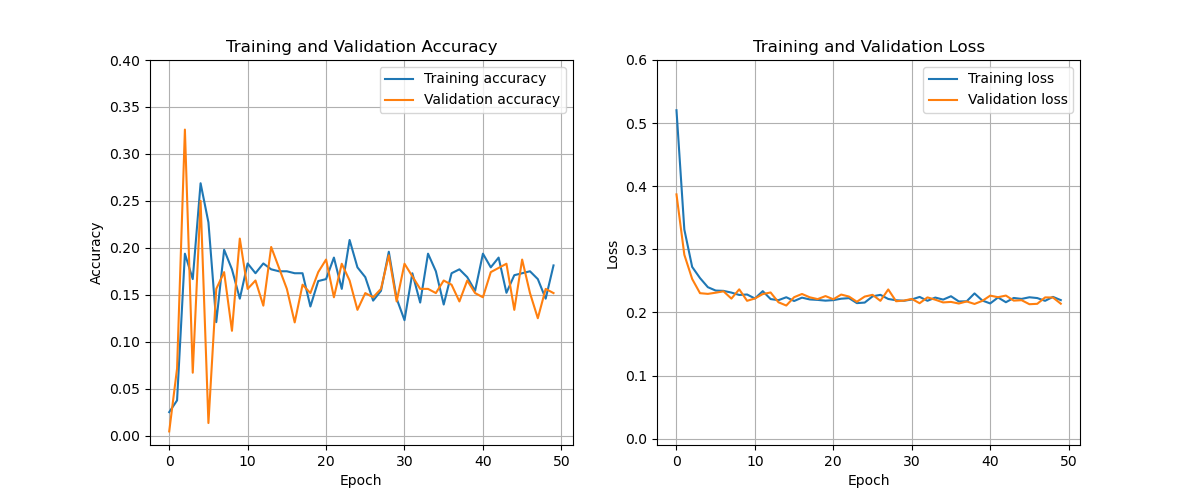 Training and Validation Accuracy
0.40
0.35
0.30
0.25
0.20
0.15
0.10
0.05
0.00
Accuracy
Training accuracy
Validation accuracy
0 10 20 30 40 50
Epoch
Training and Validation Loss
0.6
0.5
0.4
0.3
0.2
0.1
0.0
Loss
Training loss
Validation loss
0 10 20 30 40 50
Epoch